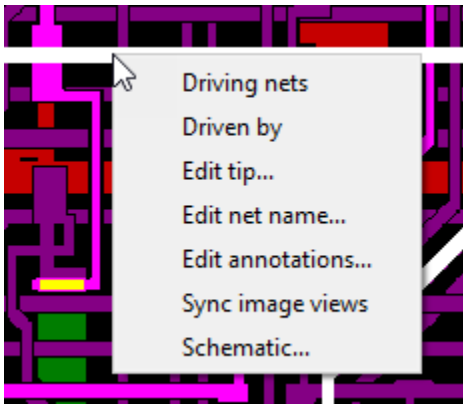 Driving nets
Driven by
Edit tip...
Edit net name...
Edit annotations...
Sync image views
Schematic...